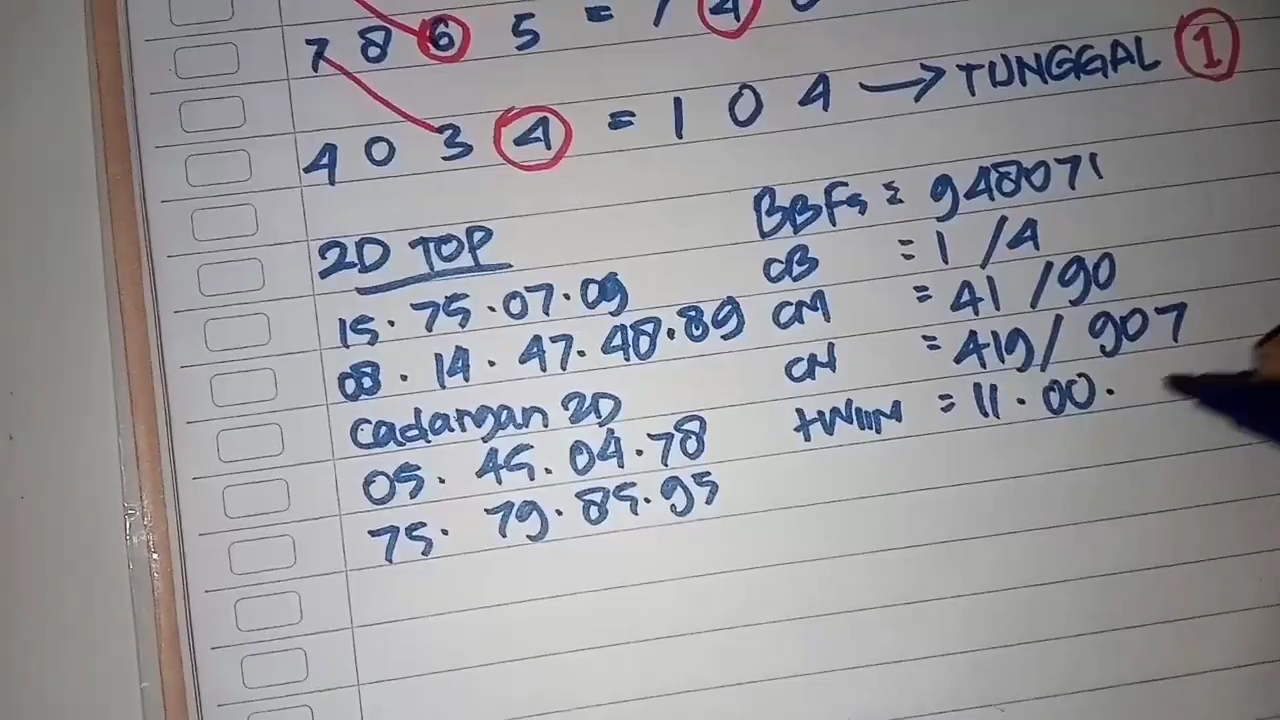 7 8 6 5 = 1 4
4 0 3 4 = 1 0 4 → TUNGGAL 1
2D TOP
15. 75. 07. 09
08. 14. 47. 48. 89
Cadangan 2D
05. 45. 04. 78
75. 79. 85. 95
BBFS = 948071
CB = 1 / 4
CM = 41 / 90
CN = 419 / 907
tWIIN = 11. 00.